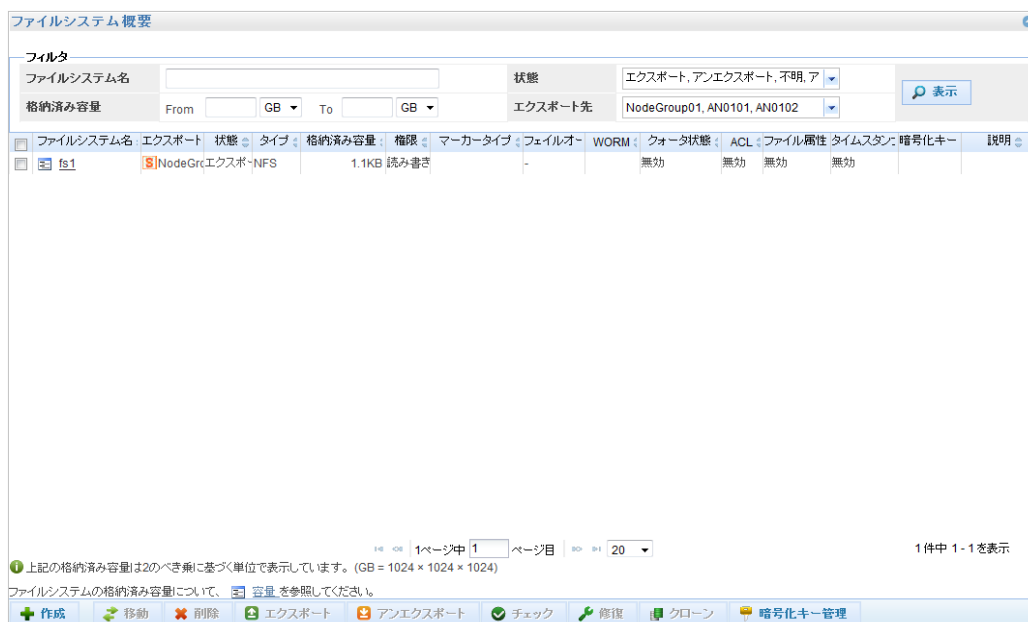 ファイルシステム概要
フィルタ
ファイルシステム名 状態 エクスポート, アンエクスポート, 不明, ア
表示
格納済み容量 From GB To GB エクスポート先 NodeGroup01, AN0101, AN0102
ファイルシステム名 エクスポート 状態 タイプ 格納済み容量 権限 マーカータイプ フェイルオー WORM クォータ状態 ACL ファイル属性 タイムスタン 暗号化キー 説明
fs1 S NodeGro エクスポー NFS 1.1KB 読み書き - 無効 無効 無効 無効
1ページ中 1 ページ目 20 1件中 1 - 1 を表示
上記の格納済み容量は2のべき乗に基づく単位で表示しています。(GB = 1024 × 1024 × 1024)
ファイルシステムの格納済み容量について、 容量 を参照してください。
作成 移動 削除 エクスポート アンエクスポート チェック 修復 クローン 暗号化キー管理